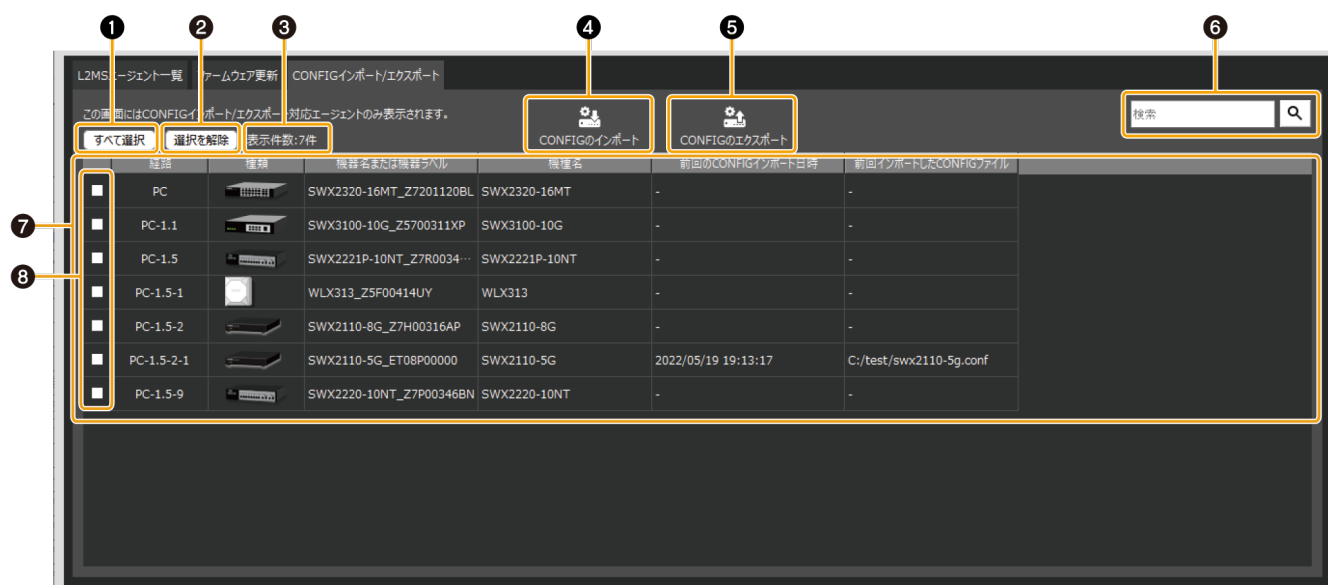 ❶ ❷ ❸ ❹ ❺ ❻
L2MSエージェント一覧 ファームウェア更新 CONFIGインポート/エクスポート
この画面にはCONFIGインポート/エクスポート対応エージェントのみ表示されます。
すべて選択 選択を解除 表示件数:7件 CONFIGのインポート CONFIGのエクスポート 検索
経路 種類 機器名または機器ラベル 機種名 前回のCONFIGインポート日時 前回インポートしたCONFIGファイル
PC SWX2320-16MT_Z7201120BL SWX2320-16MT - -
❼ PC-1.1 SWX3100-10G_Z5700311XP SWX3100-10G - -
❽ PC-1.5 SWX2221P-10NT_Z7R0034… SWX2221P-10NT - -
PC-1.5-1 WLX313_Z5F00414UY WLX313 - -
PC-1.5-2 SWX2110-8G_Z7H00316AP SWX2110-8G - -
PC-1.5-2-1 SWX2110-5G_ET08P00000 SWX2110-5G 2022/05/19 19:13:17 C:/test/swx2110-5g.conf
PC-1.5-9 SWX2220-10NT_Z7P00346BN SWX2220-10NT - -